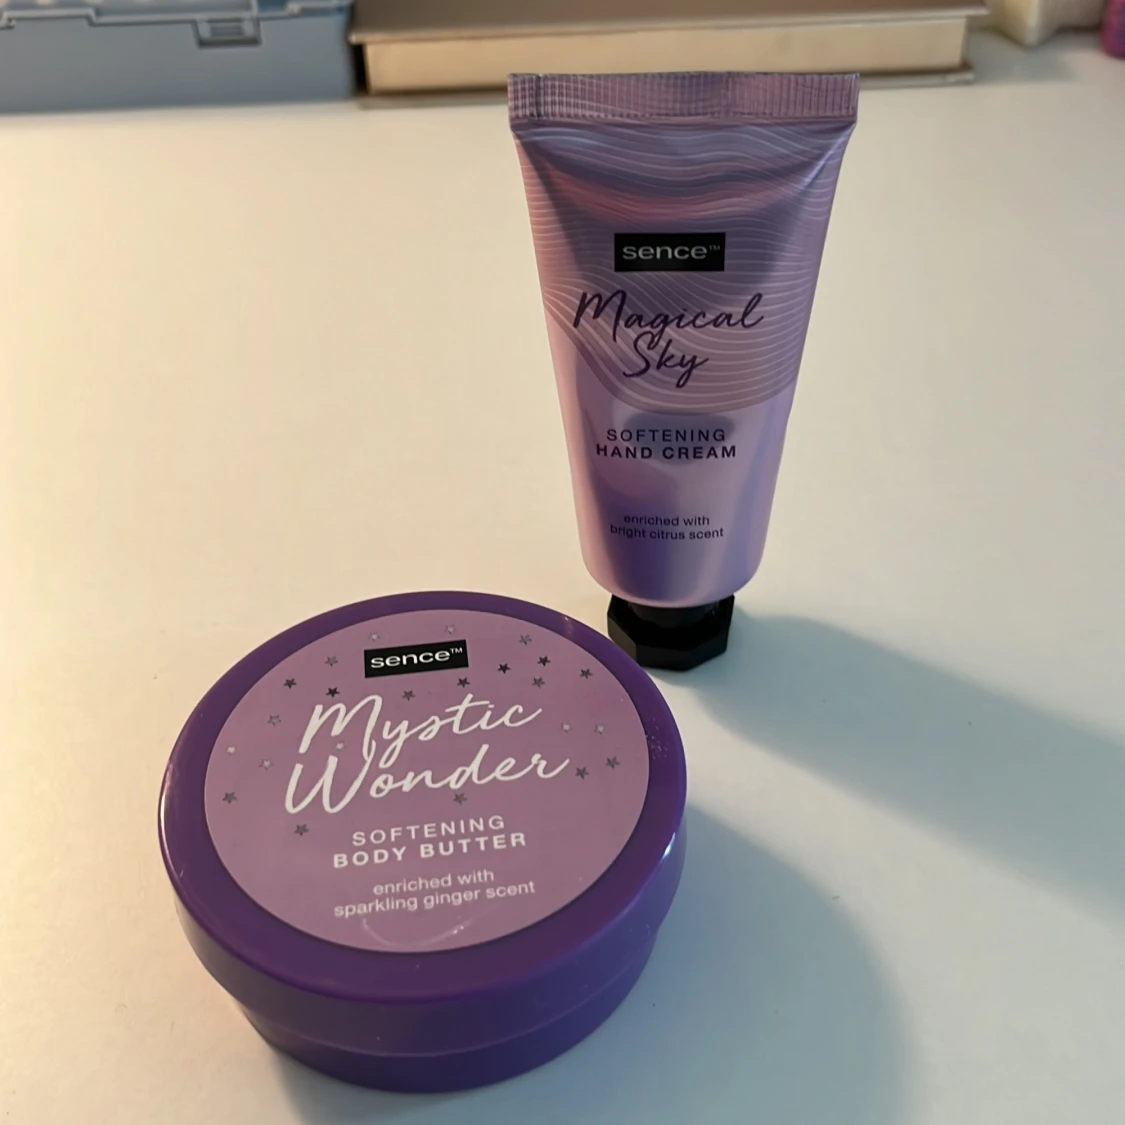 sence™
Magical
Sky
SOFTENING
HAND CREAM
enriched with
bright citrus scent
sence™
Mystic
Wonder
SOFTENING
BODY BUTTER
enriched with
sparkling ginger scent